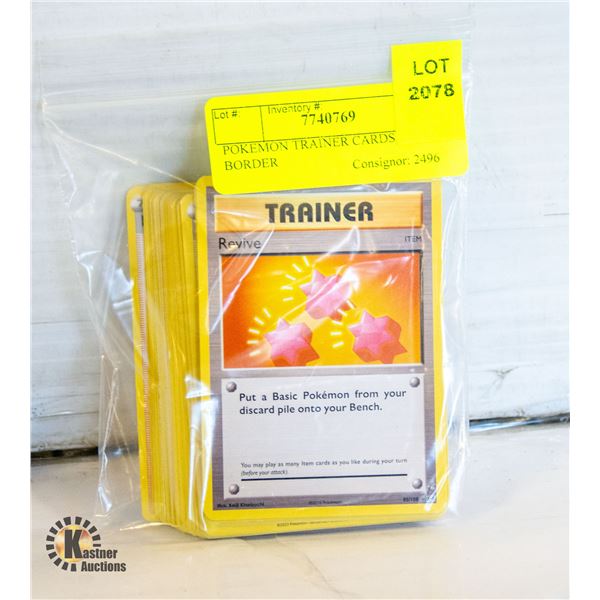 LOT
2078
Lot #: Inventory #
7740769
POKEMON TRAINER CARDS
BORDER Consignor: 2496
TRAINER
Revive ITEM
Put a Basic Pokémon from your
discard pile onto your Bench.
You may play as many Item cards as you like during your turn
(before your attack).
Kastner
Auctions